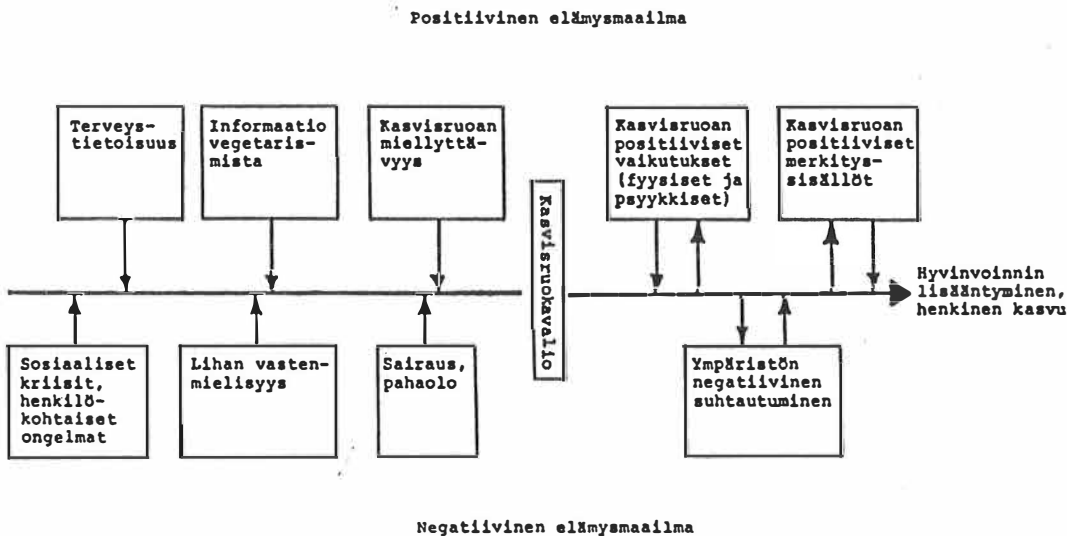 Positiivinen elämysmaailma
Terveys-
tietoisuus
Informaatio
vegetaris-
mista
Kasvisruoan
miellyttä-
vyys
Kasvisruokavalio
Kasvisruoan
positiiviset
vaikutukset
(fyysiset ja
psyykkiset)
Kasvisruoan
positiiviset
merkitys-
sisällöt
Hyvinvoinnin
lisääntyminen,
henkinen kasvu
Sosiaaliset
kriisit,
henkilö-
kohtaiset
ongelmat
Lihan vasten-
mielisyys
Sairaus,
pahaolo
Ympäristön
negatiivinen
suhtautuminen
Negatiivinen elämysmaailma